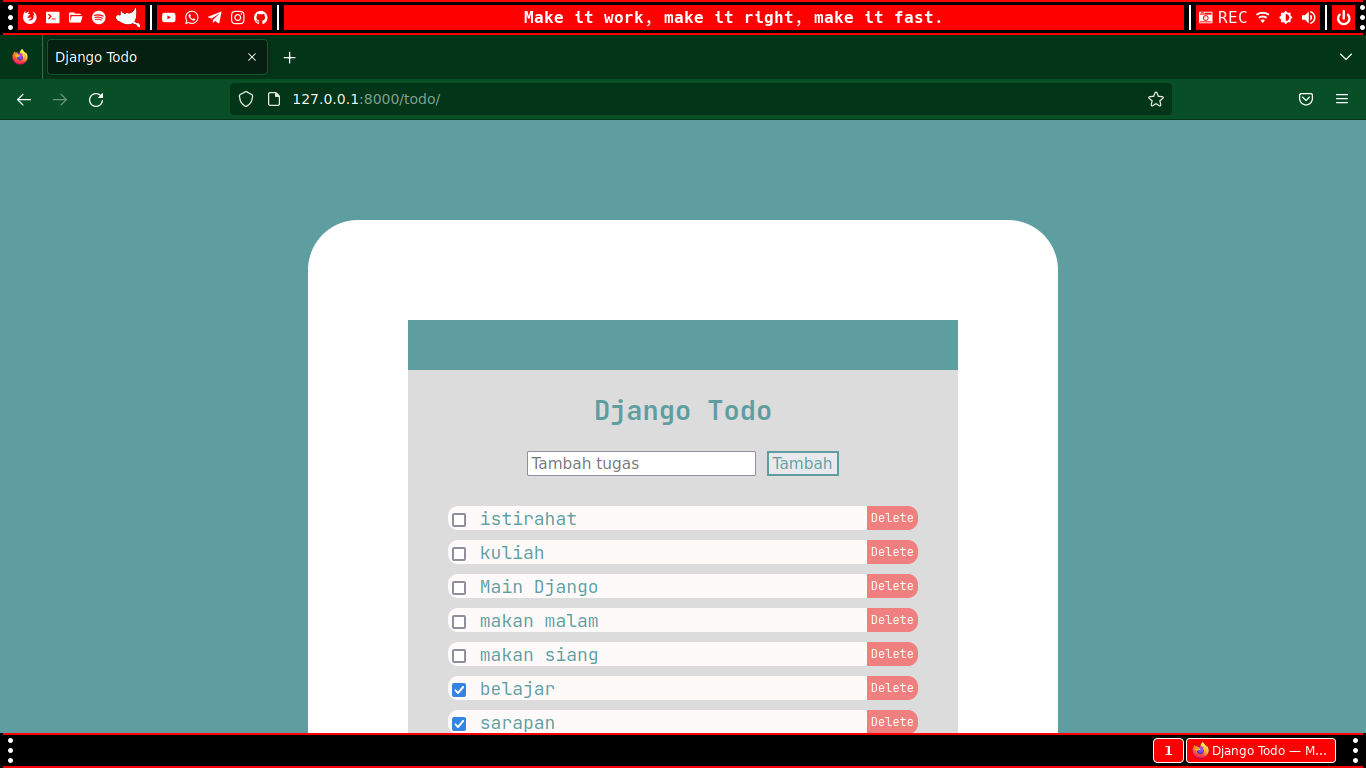 Make it work, make it right, make it fast.
REC
Django Todo
127.0.0.1:8000/todo/
Django Todo
Tambah tugas Tambah
istirahat Delete
kuliah Delete
Main Django Delete
makan malam Delete
makan siang Delete
belajar Delete
sarapan Delete
1 Django Todo — M...